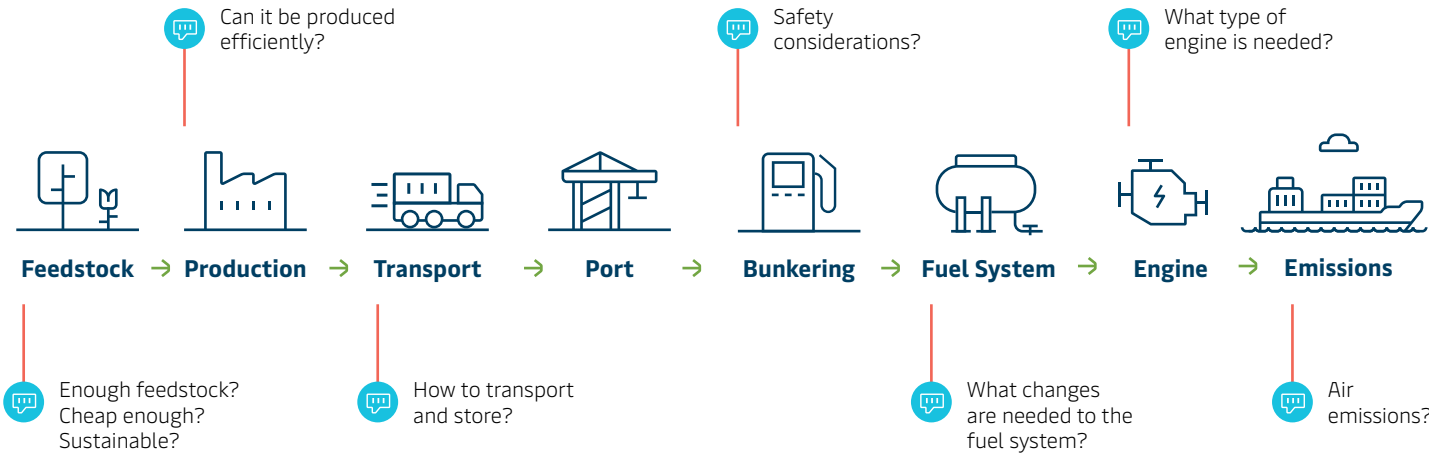 Can it be produced
efficiently?
Safety
considerations?
What type of
engine is needed?
Feedstock → Production → Transport → Port → Bunkering → Fuel System → Engine → Emissions
Enough feedstock?
Cheap enough?
Sustainable?
How to transport
and store?
What changes
are needed to the
fuel system?
Air
emissions?